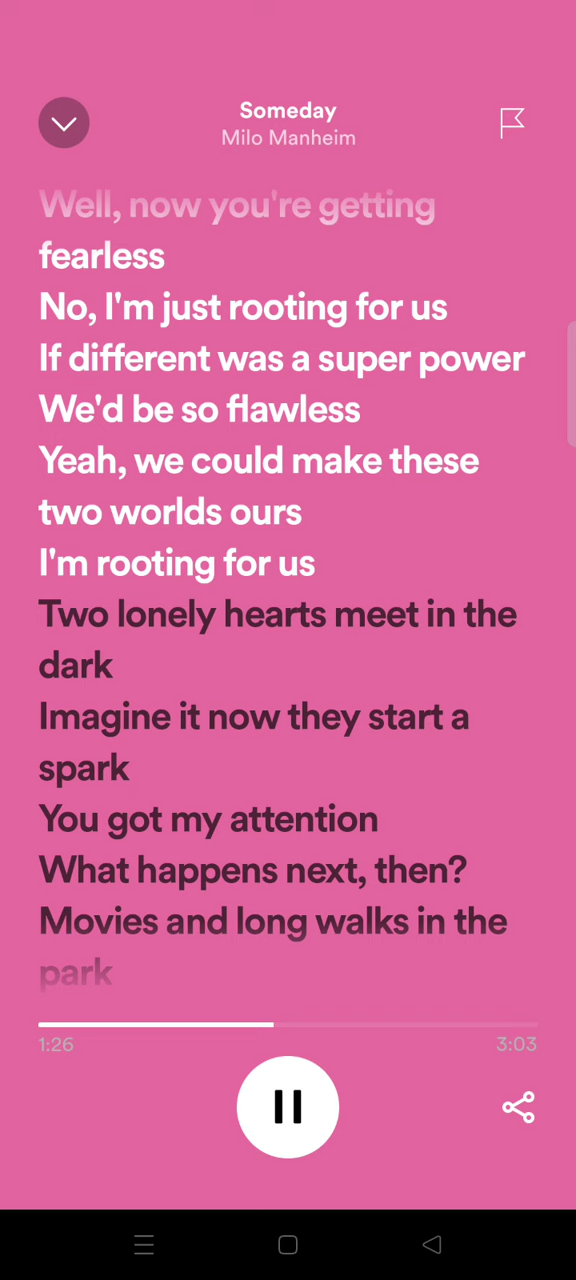 Someday
Milo Manheim
Well, now you're getting
fearless
No, I'm just rooting for us
If different was a super power
We'd be so flawless
Yeah, we could make these
two worlds ours
I'm rooting for us
Two lonely hearts meet in the
dark
Imagine it now they start a
spark
You got my attention
What happens next, then?
Movies and long walks in the
park
1:26
3:03